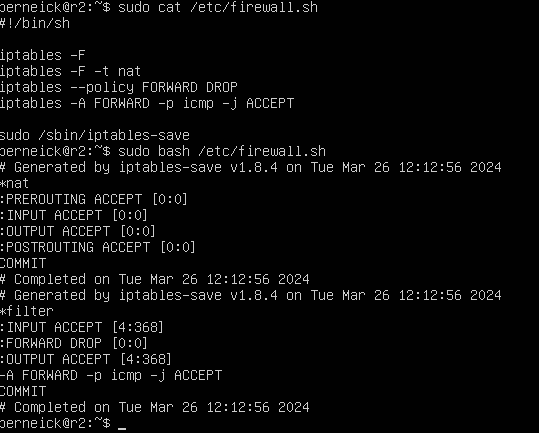 berneick@r2:~$ sudo cat /etc/firewall.sh
#!/bin/sh

iptables -F
iptables -F -t nat
iptables --policy FORWARD DROP
iptables -A FORWARD -p icmp -j ACCEPT

sudo /sbin/iptables-save
berneick@r2:~$ sudo bash /etc/firewall.sh
# Generated by iptables-save v1.8.4 on Tue Mar 26 12:12:56 2024
*nat
:PREROUTING ACCEPT [0:0]
:INPUT ACCEPT [0:0]
:OUTPUT ACCEPT [0:0]
:POSTROUTING ACCEPT [0:0]
COMMIT
# Completed on Tue Mar 26 12:12:56 2024
# Generated by iptables-save v1.8.4 on Tue Mar 26 12:12:56 2024
*filter
:INPUT ACCEPT [4:368]
:FORWARD DROP [0:0]
:OUTPUT ACCEPT [4:368]
-A FORWARD -p icmp -j ACCEPT
COMMIT
# Completed on Tue Mar 26 12:12:56 2024
berneick@r2:~$ _